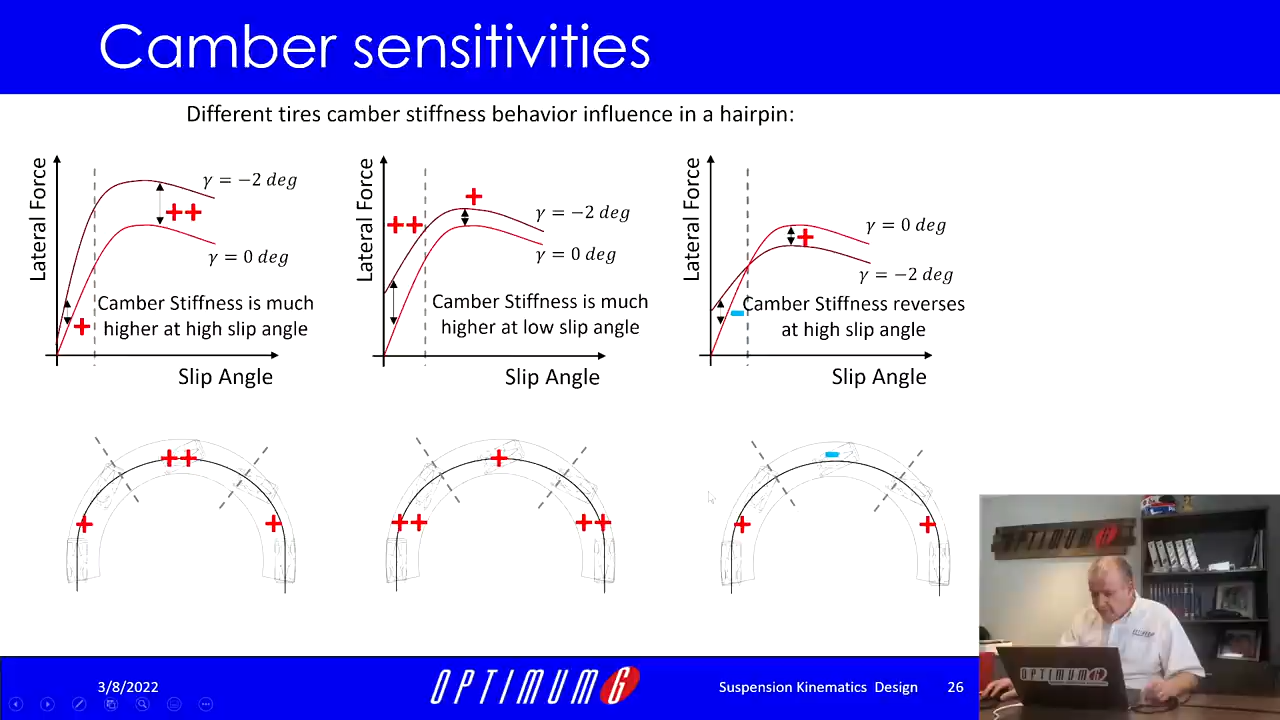 Camber sensitivities
Different tires camber stiffness behavior influence in a hairpin:
Lateral Force
γ = −2 deg
++
γ = 0 deg
Camber Stiffness is much
higher at high slip angle
+
Slip Angle
Lateral Force
+
γ = −2 deg
++
γ = 0 deg
Camber Stiffness is much
higher at low slip angle
Slip Angle
Lateral Force
γ = 0 deg
+
γ = −2 deg
Camber Stiffness reverses
at high slip angle
-
Slip Angle
++
+
+
+
++
++
-
+
+
OPTIMUM G
OPTIMUM G
3/8/2022
OPTIMUM G
Suspension Kinematics Design
26